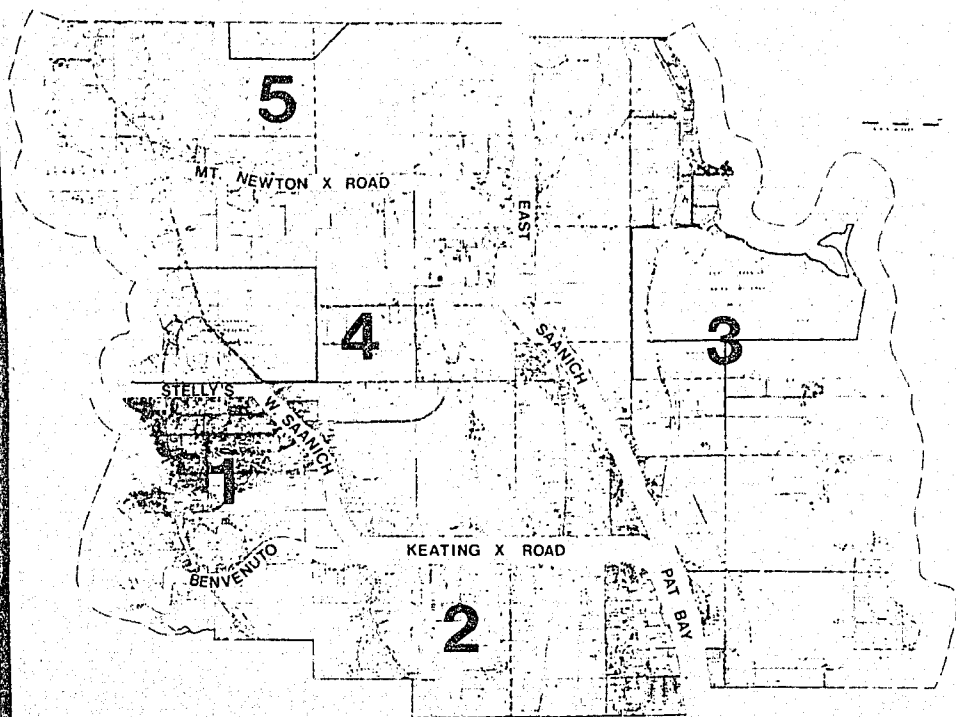 5
MT. NEWTON X ROAD
EAST
4
SAANICH
3
STELLY'S
W. SAANICH
1
KEATING X ROAD
BENVENUTO
2
PAT BAY